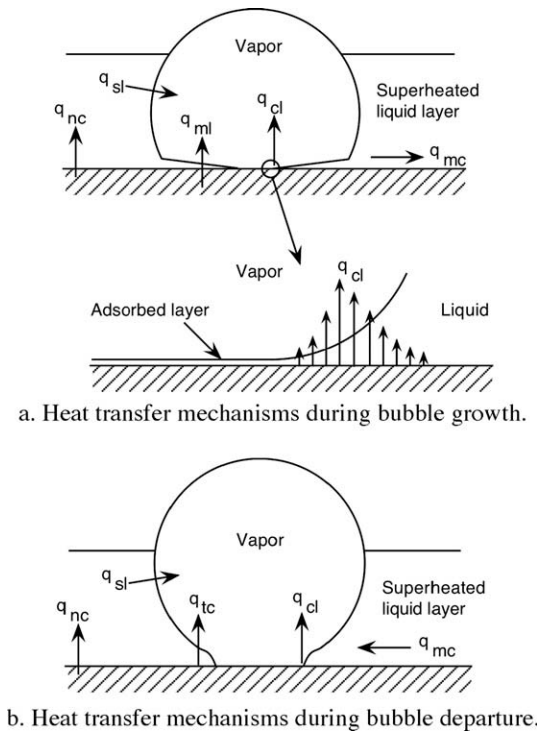 Vapor
q sl
q nc
q ml
q cl
Superheated
liquid layer
q mc
Vapor
q cl
Adsorbed layer
Liquid
a. Heat transfer mechanisms during bubble growth.
Vapor
q sl
q nc
q tc
q cl
Superheated
liquid layer
q mc
b. Heat transfer mechanisms during bubble departure.